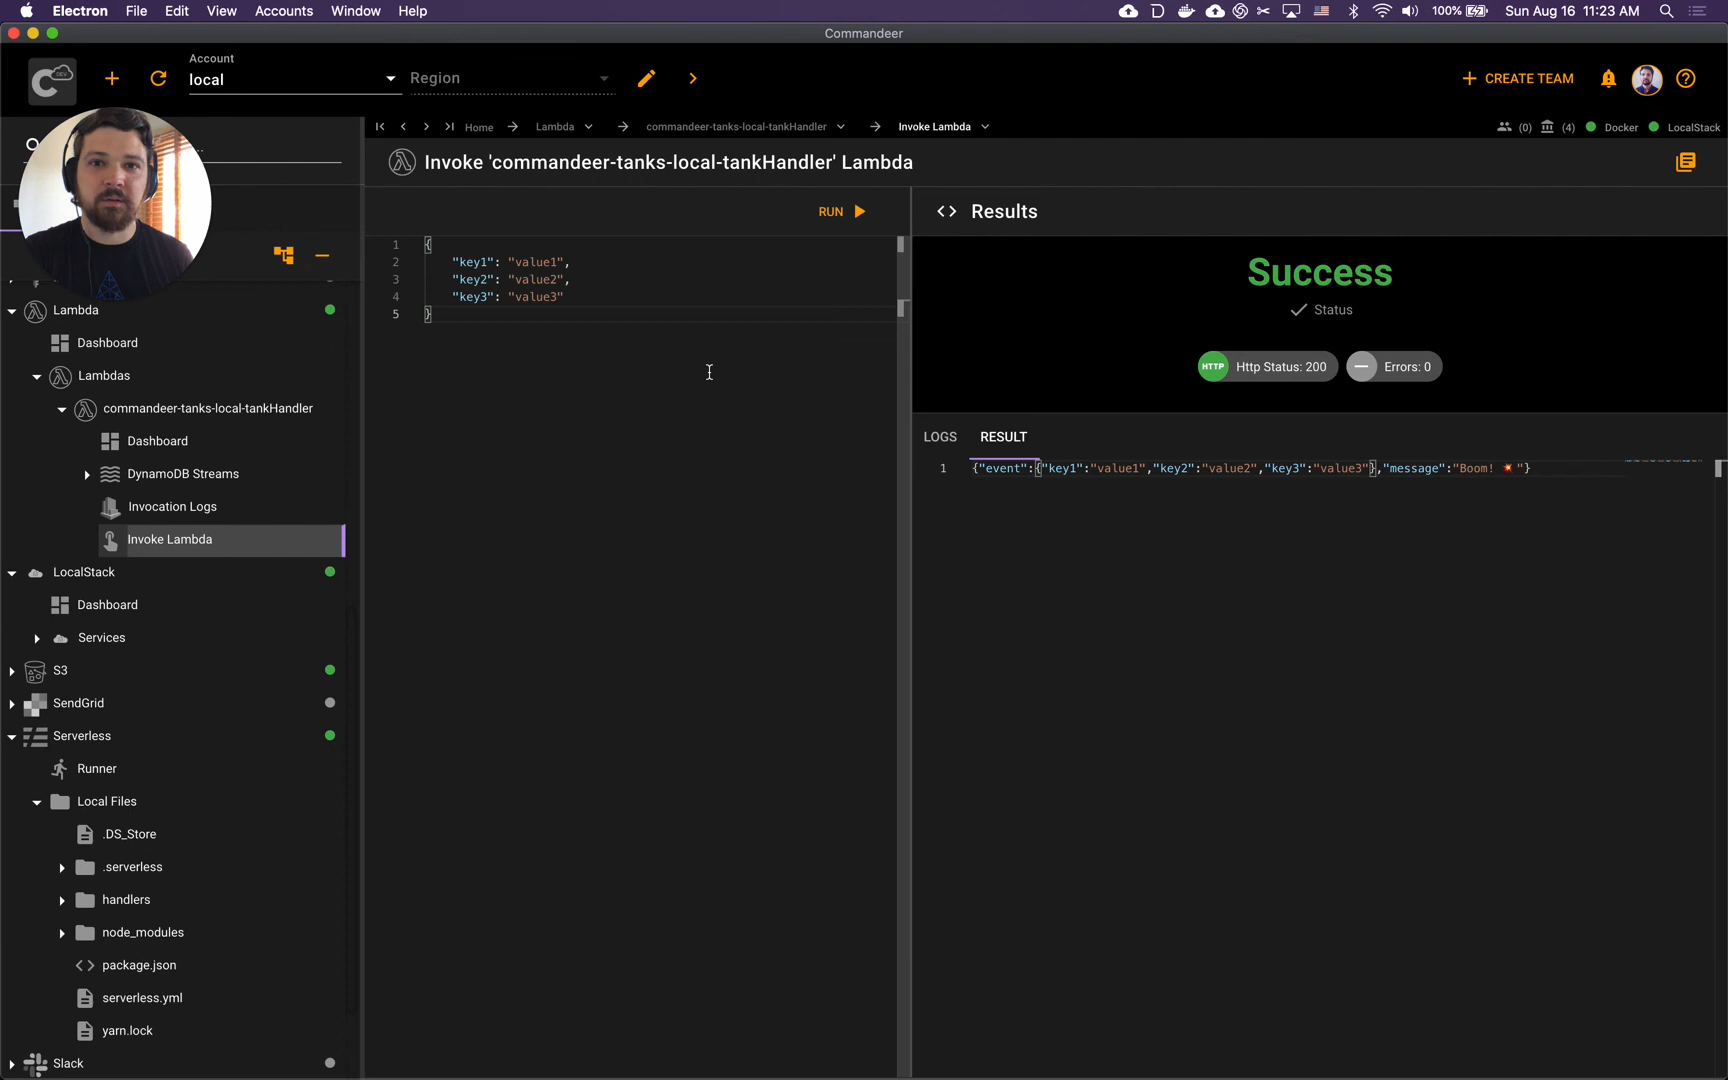 Electron File Edit View Accounts Window Help 100% Sun Aug 16 11:23 AM
Commandeer
Account
local
Region
CREATE TEAM
DEV
Home Lambda commandeer-tanks-local-tankHandler Invoke Lambda (0) (4) Docker LocalStack
Invoke 'commandeer-tanks-local-tankHandler' Lambda
RUN
Results
1 {
2 "key1": "value1",
3 "key2": "value2",
4 "key3": "value3"
5 }
Success
Status
HTTP Http Status: 200 Errors: 0
LOGS RESULT
1 {"event":{"key1":"value1","key2":"value2","key3":"value3"},"message":"Boom! 💥 "}
Lambda
Dashboard
Lambdas
commandeer-tanks-local-tankHandler
Dashboard
DynamoDB Streams
Invocation Logs
Invoke Lambda
LocalStack
Dashboard
Services
S3
SendGrid
Serverless
Runner
Local Files
.DS_Store
.serverless
handlers
node_modules
package.json
serverless.yml
yarn.lock
Slack